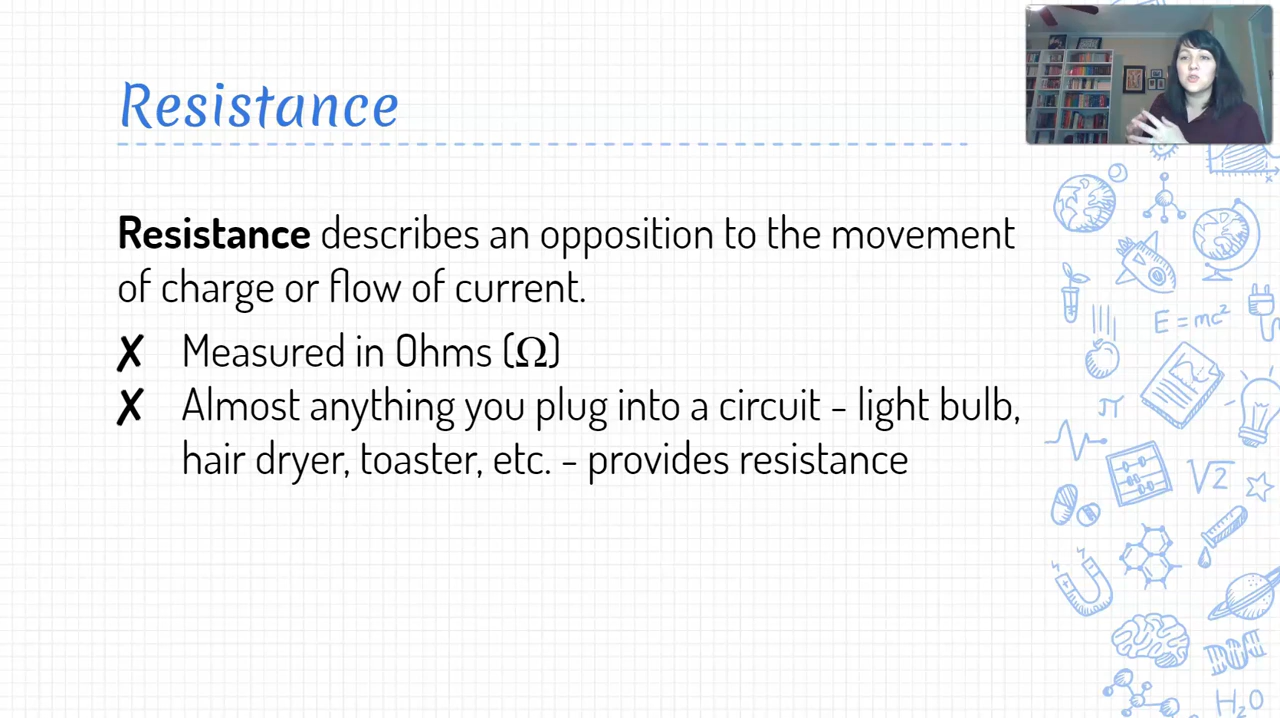 Resistance
Resistance describes an opposition to the movement
of charge or flow of current.
✗ Measured in Ohms (Ω)
✗ Almost anything you plug into a circuit - light bulb,
hair dryer, toaster, etc. - provides resistance
E = mc²
π
√2
H₂O